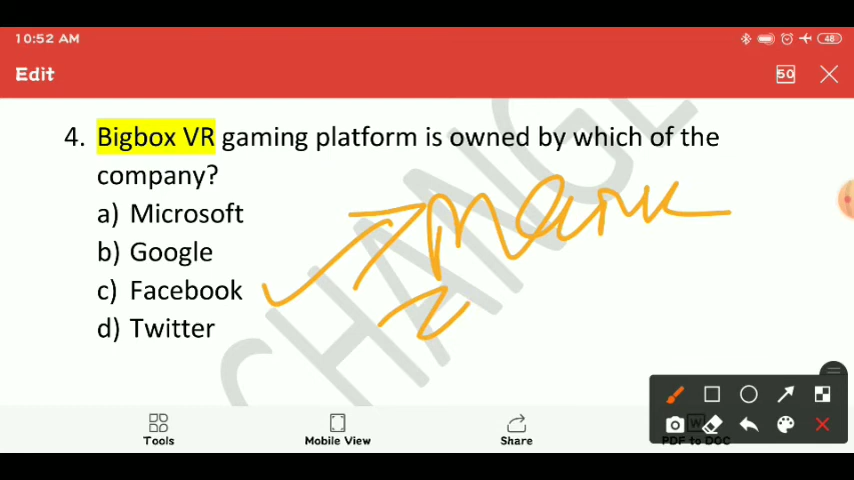 10:52 AM
48
Edit
50
4. Bigbox VR gaming platform is owned by which of the
company?
a) Microsoft
b) Google
c) Facebook
d) Twitter
Mark
Z
CHANGE
Tools
Mobile View
Share
PDF to DOC